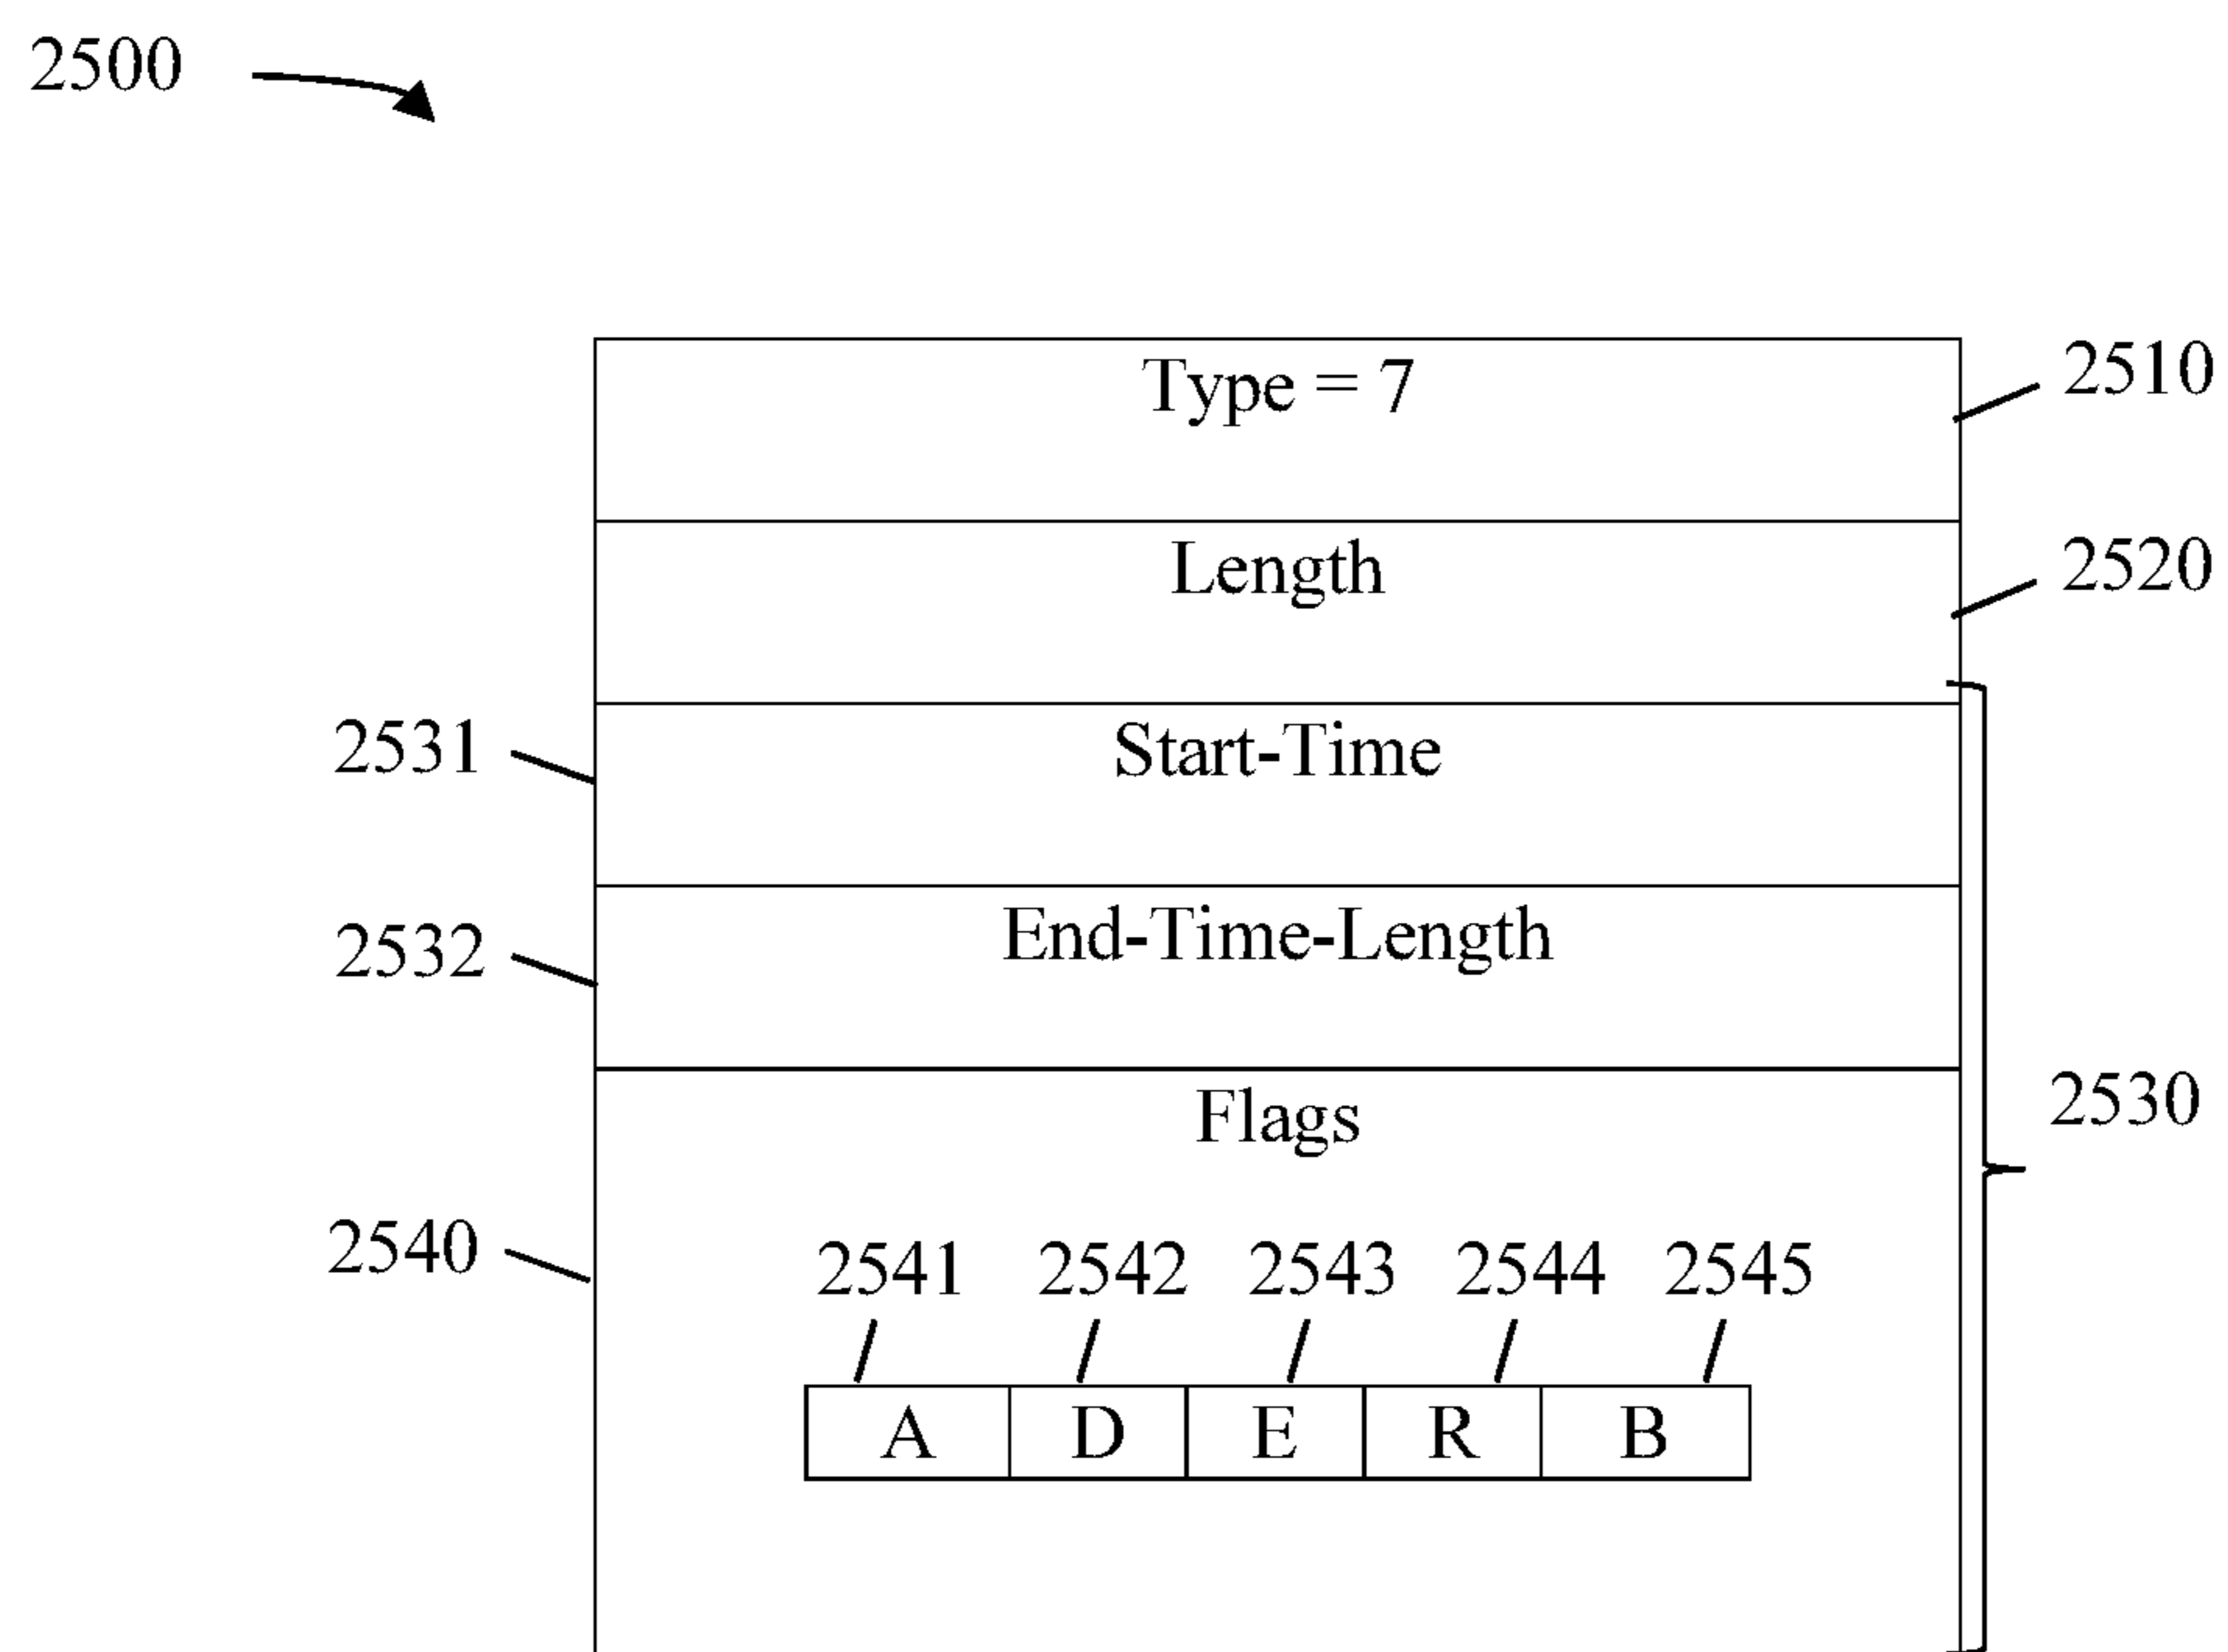 2500
Type = 7
2510
Length
2520
2531
Start-Time
2532
End-Time-Length
Flags
2530
2540
2541 2542 2543 2544 2545
A D E R B